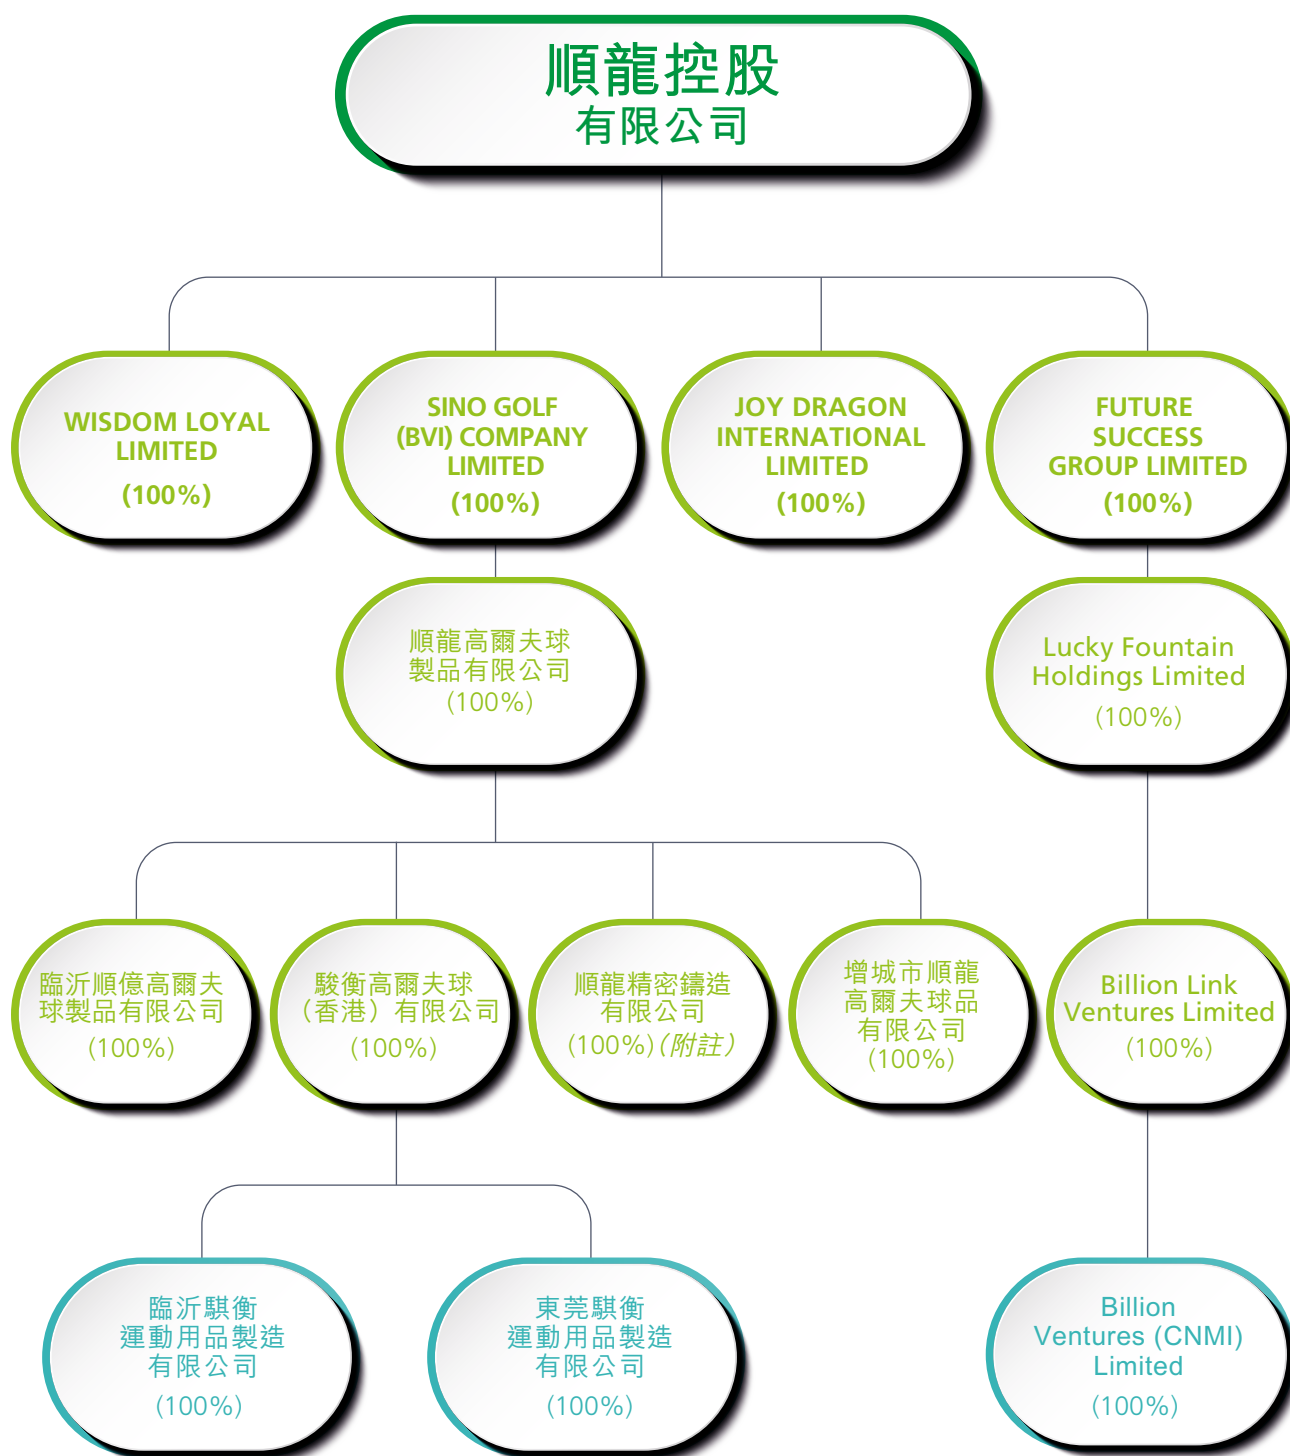 順龍控股
有限公司
WISDOM LOYAL
LIMITED
(100%)
SINO GOLF
(BVI) COMPANY
LIMITED
(100%)
JOY DRAGON
INTERNATIONAL
LIMITED
(100%)
FUTURE
SUCCESS
GROUP LIMITED
(100%)
順龍高爾夫球
製品有限公司
(100%)
Lucky Fountain
Holdings Limited
(100%)
臨沂順億高爾夫
球製品有限公司
(100%)
駿衡高爾夫球
（香港）有限公司
(100%)
順龍精密鑄造
有限公司
(100%)（附註）
增城市順龍
高爾夫球品
有限公司
(100%)
Billion Link
Ventures Limited
(100%)
臨沂騏衡
運動用品製造
有限公司
(100%)
東莞騏衡
運動用品製造
有限公司
(100%)
Billion
Ventures (CNMI)
Limited
(100%)